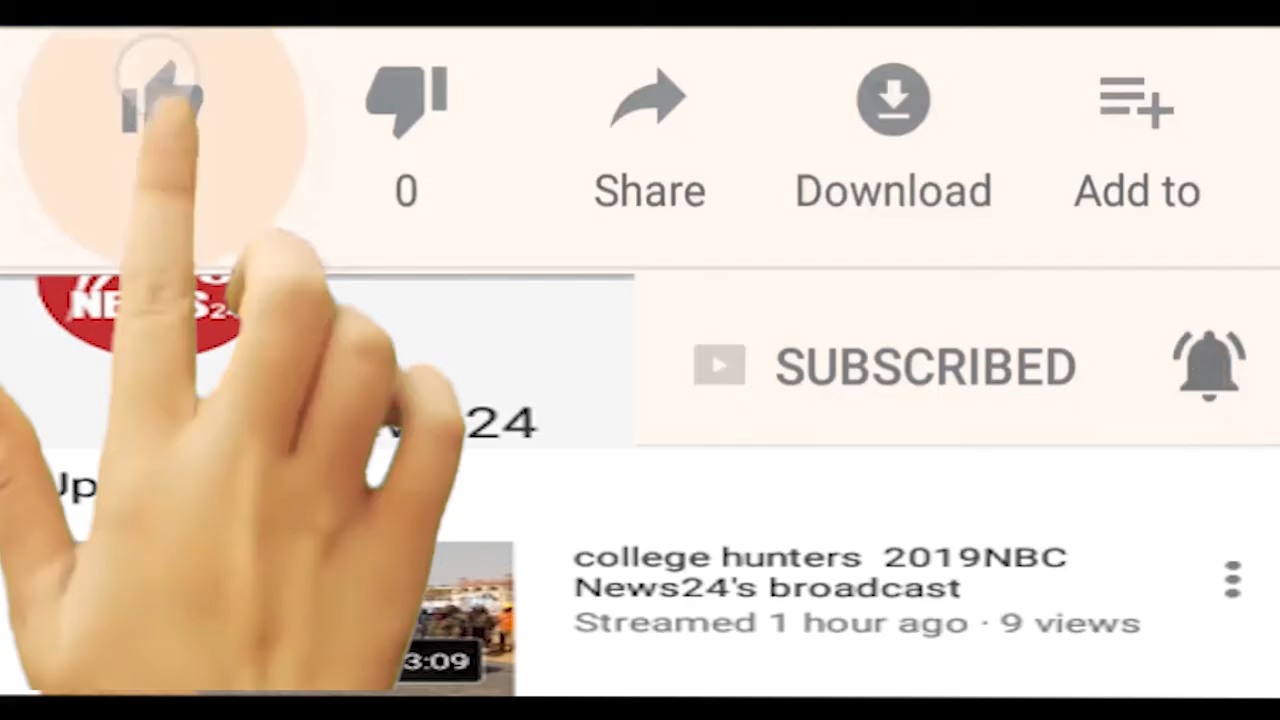 0
Share
Download
Add to
SUBSCRIBED
24
Up
college hunters 2019NBC
News24's broadcast
Streamed 1 hour ago · 9 views
3:09